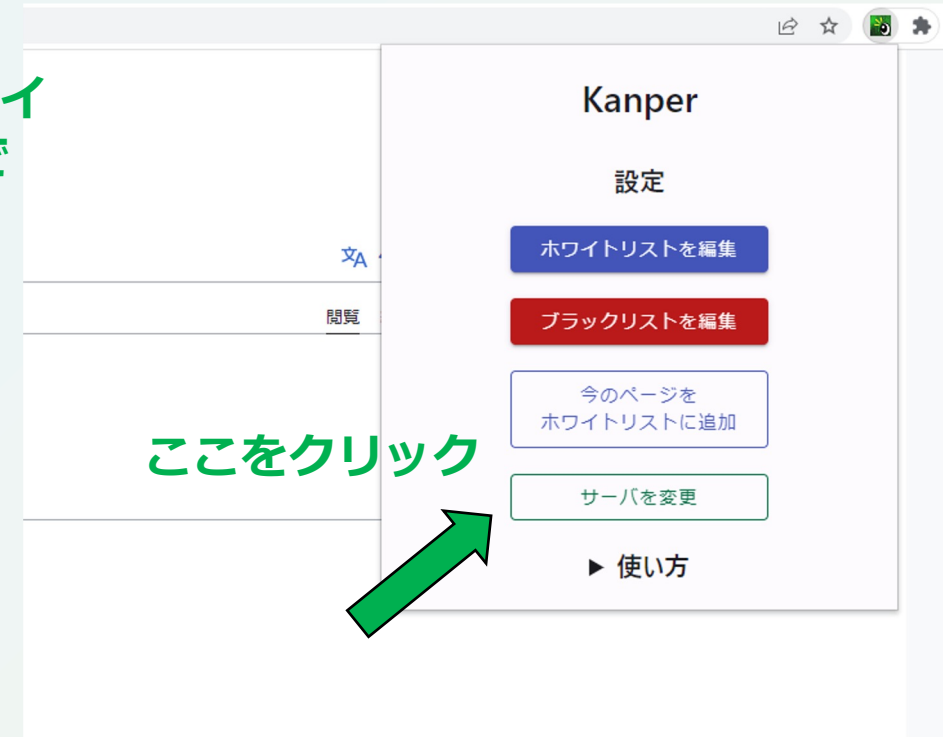 Kanper
イ
設定
ホワイトリストを編集
閲覧
ブラックリストを編集
今のページを
ホワイトリストに追加
ここをクリック
サーバを変更
▶ 使い方